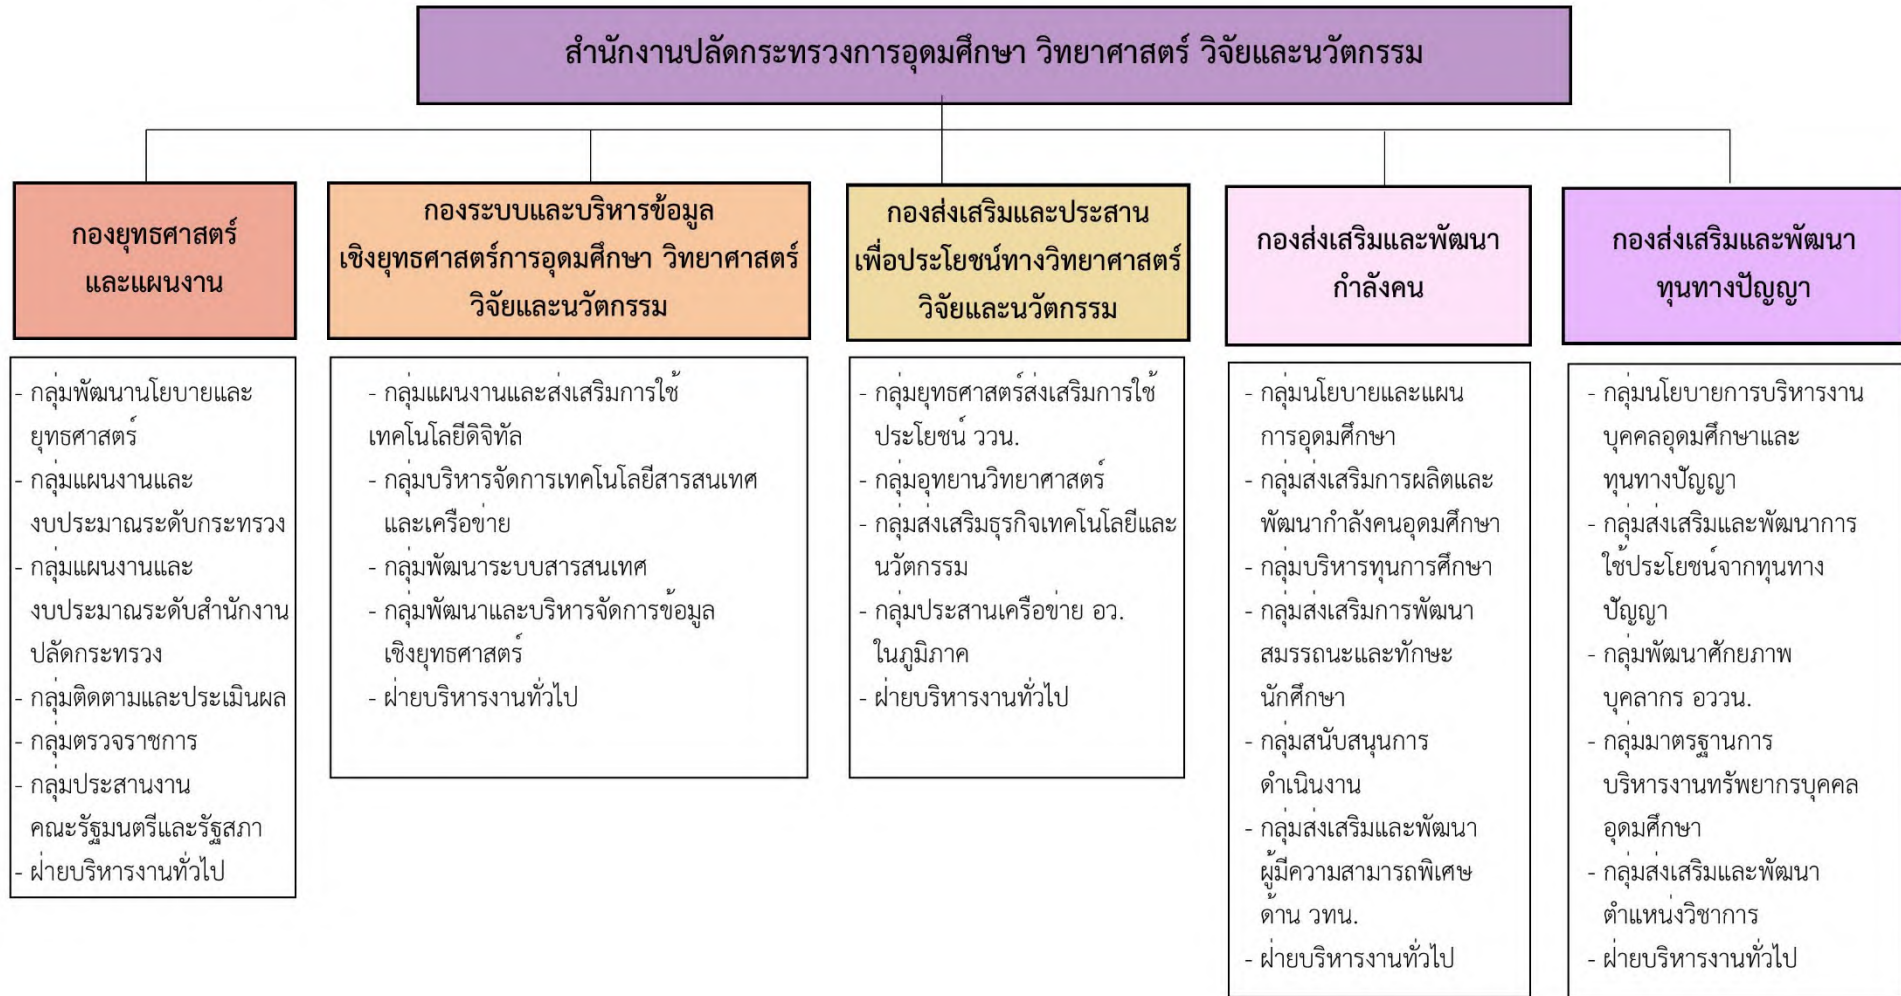 สำนักงานปลัดกระทรวงการอุดมศึกษา วิทยาศาสตร์ วิจัยและนวัตกรรม
กองยุทธศาสตร์
และแผนงาน
- กลุ่มพัฒนานโยบายและ
ยุทธศาสตร์
- กลุ่มแผนงานและ
งบประมาณระดับกระทรวง
- กลุ่มแผนงานและ
งบประมาณระดับสำนักงาน
ปลัดกระทรวง
- กลุ่มติดตามและประเมินผล
- กลุ่มตรวจราชการ
- กลุ่มประสานงาน
คณะรัฐมนตรีและรัฐสภา
- ฝ่ายบริหารงานทั่วไป
กองระบบและบริหารข้อมูล
เชิงยุทธศาสตร์การอุดมศึกษา วิทยาศาสตร์
วิจัยและนวัตกรรม
- กลุ่มแผนงานและส่งเสริมการใช้
เทคโนโลยีดิจิทัล
- กลุ่มบริหารจัดการเทคโนโลยีสารสนเทศ
และเครือข่าย
- กลุ่มพัฒนาระบบสารสนเทศ
- กลุ่มพัฒนาและบริหารจัดการข้อมูล
เชิงยุทธศาสตร์
- ฝ่ายบริหารงานทั่วไป
กองส่งเสริมและประสาน
เพื่อประโยชน์ทางวิทยาศาสตร์
วิจัยและนวัตกรรม
- กลุ่มยุทธศาสตร์ส่งเสริมการใช้
ประโยชน์ ววน.
- กลุ่มอุทยานวิทยาศาสตร์
- กลุ่มส่งเสริมธุรกิจเทคโนโลยีและ
นวัตกรรม
- กลุ่มประสานเครือข่าย อว.
ในภูมิภาค
- ฝ่ายบริหารงานทั่วไป
กองส่งเสริมและพัฒนา
กำลังคน
- กลุ่มนโยบายและแผน
การอุดมศึกษา
- กลุ่มส่งเสริมการผลิตและ
พัฒนากำลังคนอุดมศึกษา
- กลุ่มบริหารทุนการศึกษา
- กลุ่มส่งเสริมการพัฒนา
สมรรถนะและทักษะ
นักศึกษา
- กลุ่มสนับสนุนการ
ดำเนินงาน
- กลุ่มส่งเสริมและพัฒนา
ผู้มีความสามารถพิเศษ
ด้าน วทน.
- ฝ่ายบริหารงานทั่วไป
กองส่งเสริมและพัฒนา
ทุนทางปัญญา
- กลุ่มนโยบายการบริหารงาน
บุคคลอุดมศึกษาและ
ทุนทางปัญญา
- กลุ่มส่งเสริมและพัฒนาการ
ใช้ประโยชน์จากทุนทาง
ปัญญา
- กลุ่มพัฒนาศักยภาพ
บุคลากร อววน.
- กลุ่มมาตรฐานการ
บริหารงานทรัพยากรบุคคล
อุดมศึกษา
- กลุ่มส่งเสริมและพัฒนา
ตำแหน่งวิชาการ
- ฝ่ายบริหารงานทั่วไป